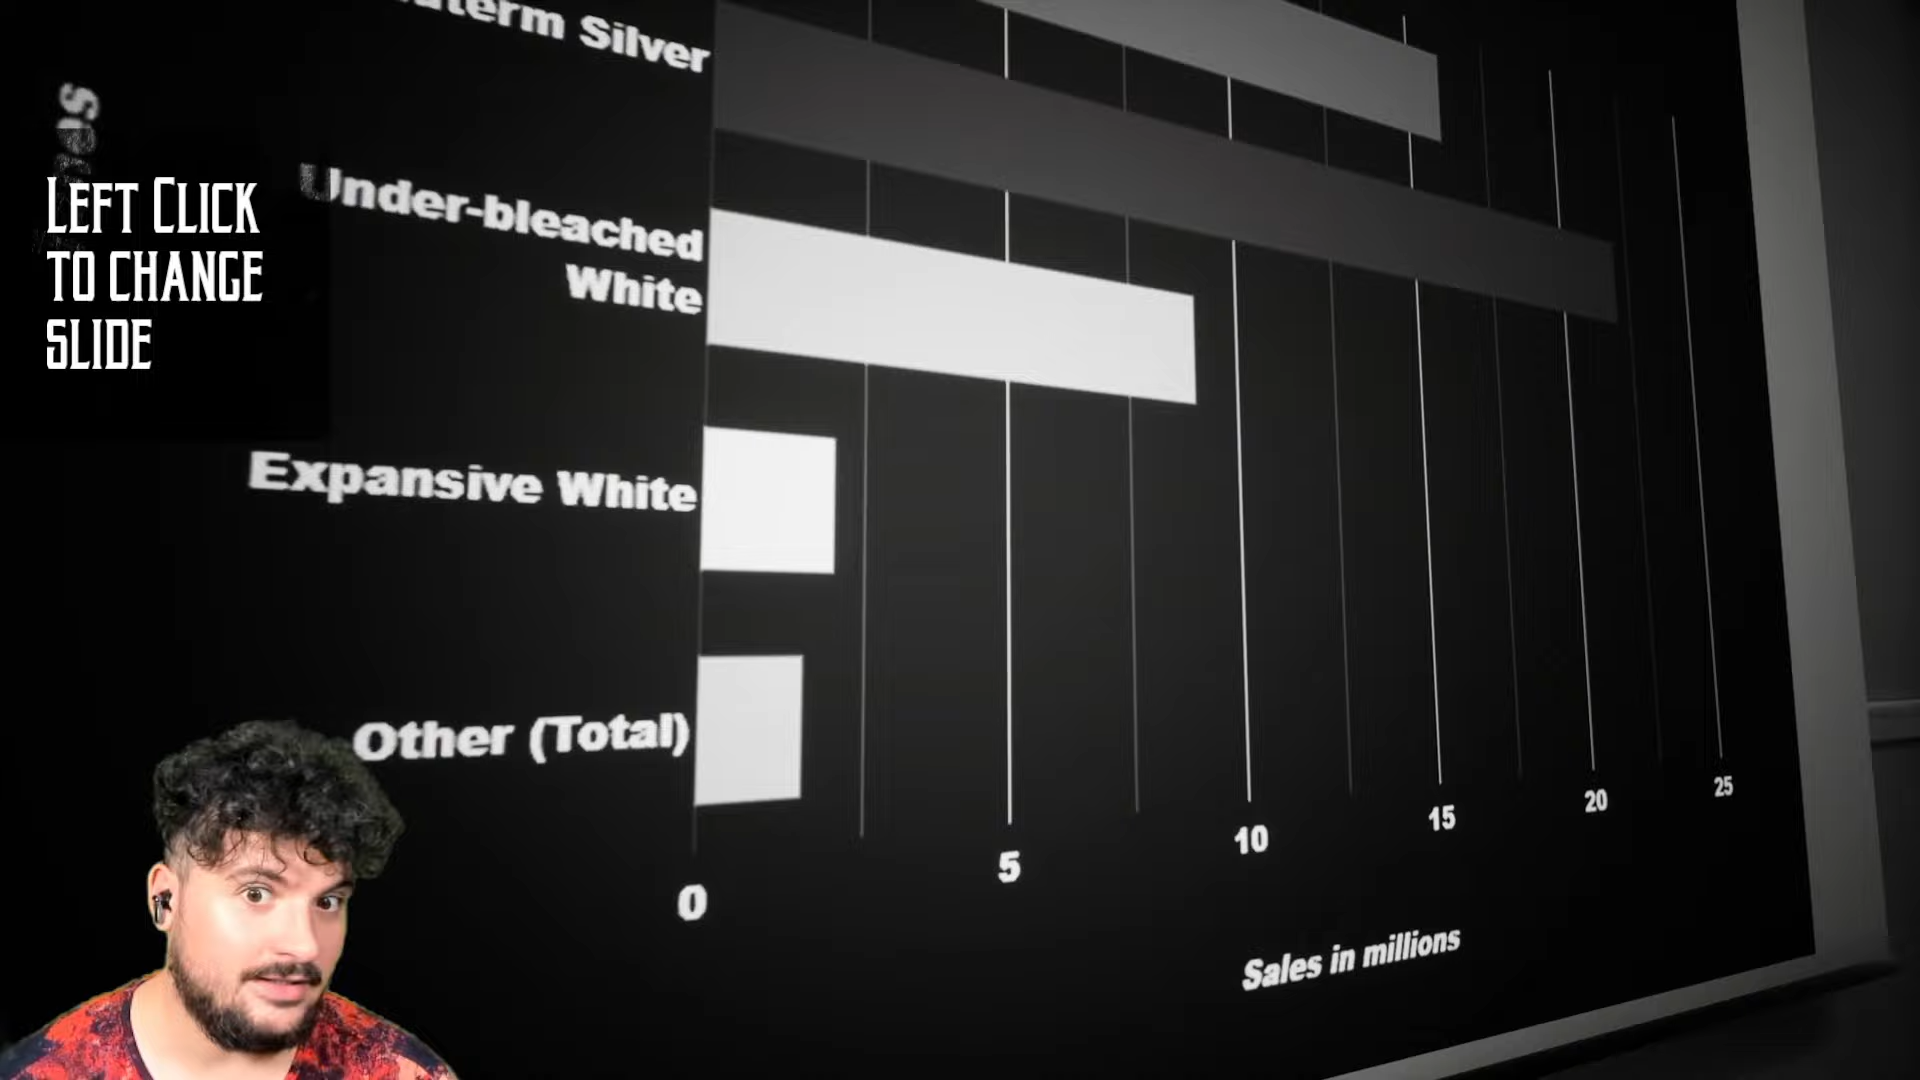 Silver
LEFT CLICK
TO CHANGE
SLIDE
Under-bleached
White
Expansive White
Other (Total)
0
5
10
15
20
25
Sales in millions